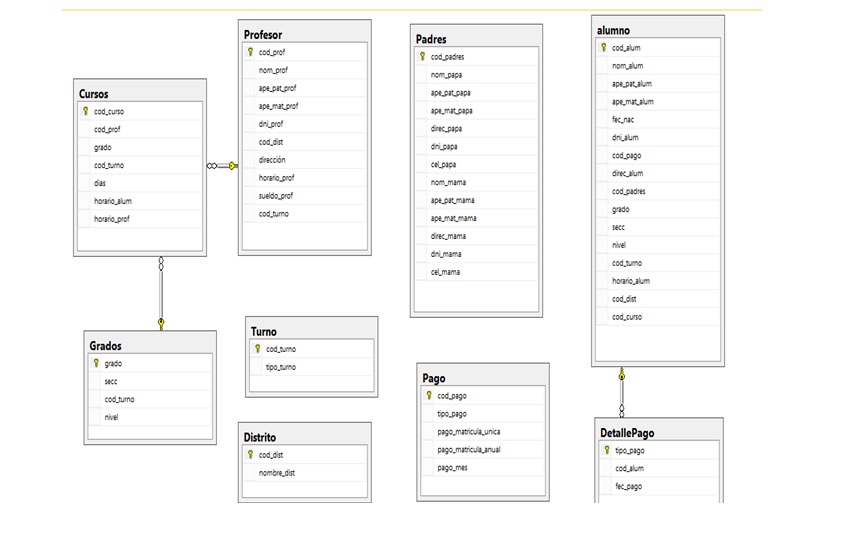 Profesor
cod_prof
nom_prof
ape_pat_prof
ape_mat_prof
dni_prof
cod_dist
dirección
horario_prof
sueldo_prof
cod_turno
Padres
cod_padres
nom_papa
ape_pat_papa
ape_mat_papa
direc_papa
dni_papa
cel_papa
nom_mama
ape_pat_mama
ape_mat_mama
direc_mama
dni_mama
cel_mama
alumno
cod_alum
nom_alum
ape_pat_alum
ape_mat_alum
fec_nac
dni_alum
cod_pago
direc_alum
cod_padres
grado
secc
nivel
cod_turno
horario_alum
cod_dist
cod_curso
Cursos
cod_curso
cod_prof
grado
cod_turno
dias
horario_alum
horario_prof
Grados
grado
secc
cod_turno
nivel
Turno
cod_turno
tipo_turno
Distrito
cod_dist
nombre_dist
Pago
cod_pago
tipo_pago
pago_matricula_unica
pago_matricula_anual
pago_mes
DetallePago
tipo_pago
cod_alum
fec_pago